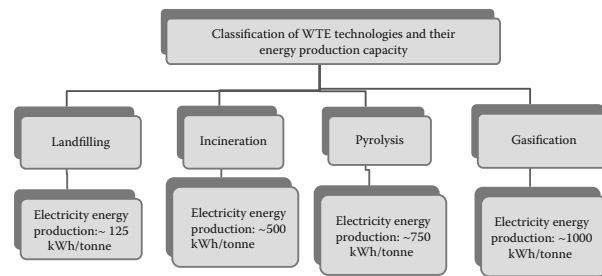 Classification of WTE technologies and their
energy production capacity
Landfilling
Incineration
Pyrolysis
Gasification
Electricity energy
production:~ 125
kWh/tonne
Electricity energy
production: ~500
kWh/tonne
Electricity energy
production: ~750
kWh/tonne
Electricity energy
production: ~1000
kWh/tonne